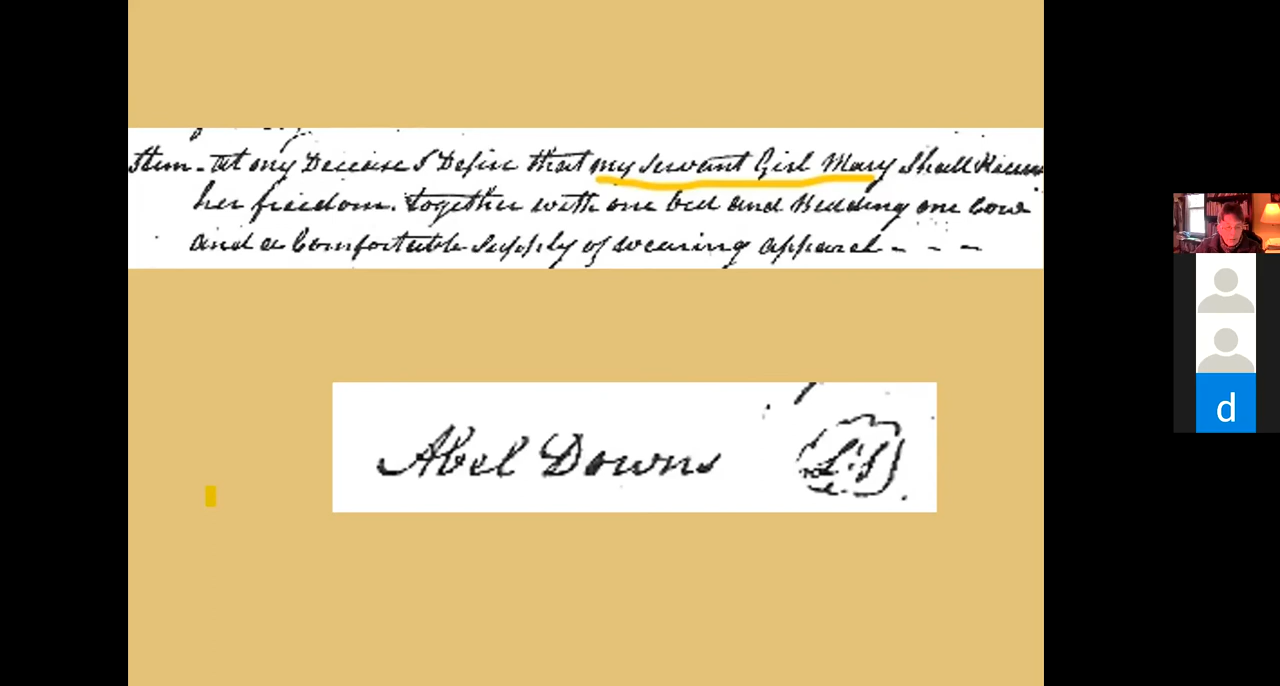 Item - at my Decease I Desire that my servant Girl Mary Shall Receive
her freedom. together with one bed and Bedding one Cow
and a Comfortable Supply of wearing apparel - - -
Abel Downs L:S
d